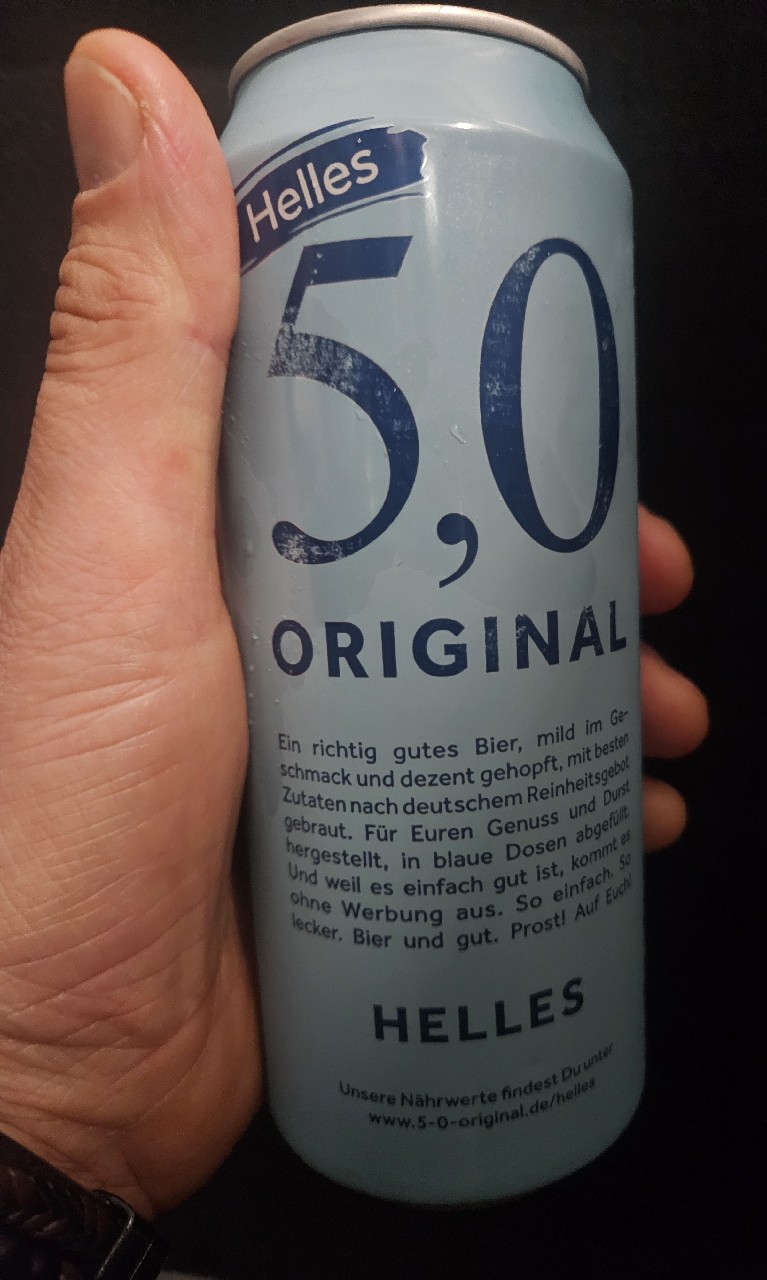 Helles
5,0
ORIGINAL
Ein richtig gutes Bier, mild im Ge-
schmack und dezent gehopft, mit besten
Zutaten nach deutschem Reinheitsgebot
gebraut. Für Euren Genuss und Durst
hergestellt, in blaue Dosen abgefüllt.
Und weil es einfach gut ist, kommt es
ohne Werbung aus. So einfach. So
lecker. Bier und gut. Prost! Auf Euch!
HELLES
Unsere Nährwerte findest Du unter
www.5-0-original.de/helles